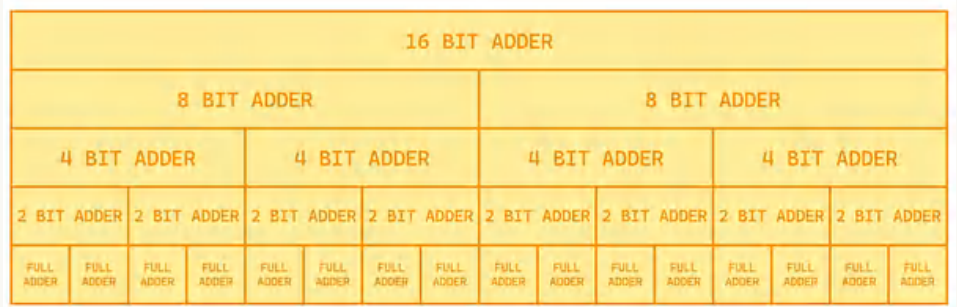 16 BIT ADDER
8 BIT ADDER 8 BIT ADDER
4 BIT ADDER 4 BIT ADDER 4 BIT ADDER 4 BIT ADDER
2 BIT ADDER 2 BIT ADDER 2 BIT ADDER 2 BIT ADDER 2 BIT ADDER 2 BIT ADDER 2 BIT ADDER 2 BIT ADDER
FULL FULL FULL FULL FULL FULL FULL FULL FULL FULL FULL FULL FULL FULL FULL FULL
ADDER ADDER ADDER ADDER ADDER ADDER ADDER ADDER ADDER ADDER ADDER ADDER ADDER ADDER ADDER ADDER